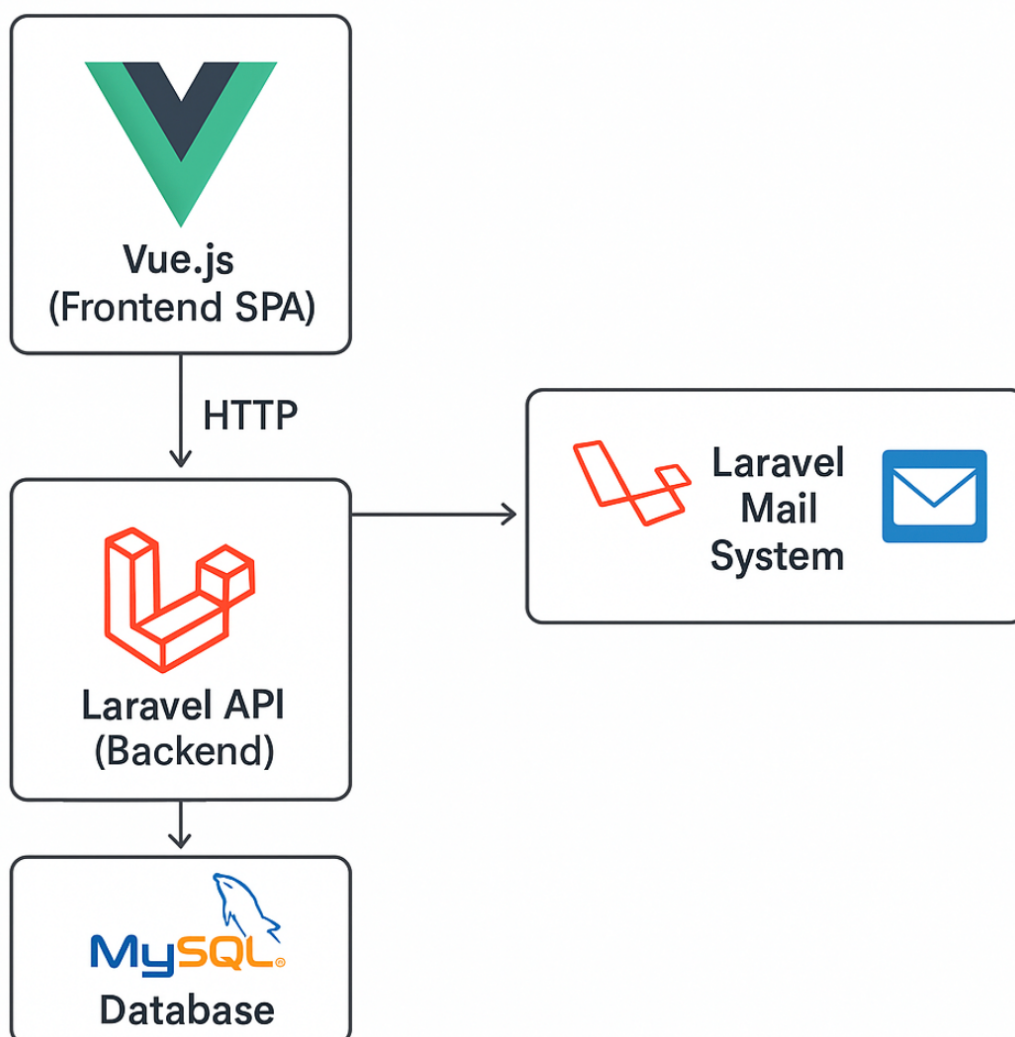 Vue.js
(Frontend SPA)
HTTP
Laravel
Mail
System
Laravel API
(Backend)
MySQL®
Database